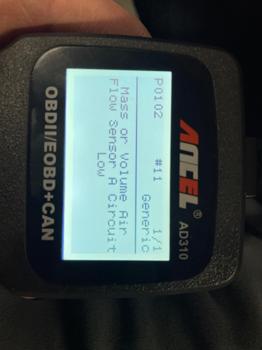 ANCEL® AD310
P0102 #11 1/1
Generic
Mass or Volume Air
Flow Sensor A Circuit
Low
OBDII/EOBD+CAN